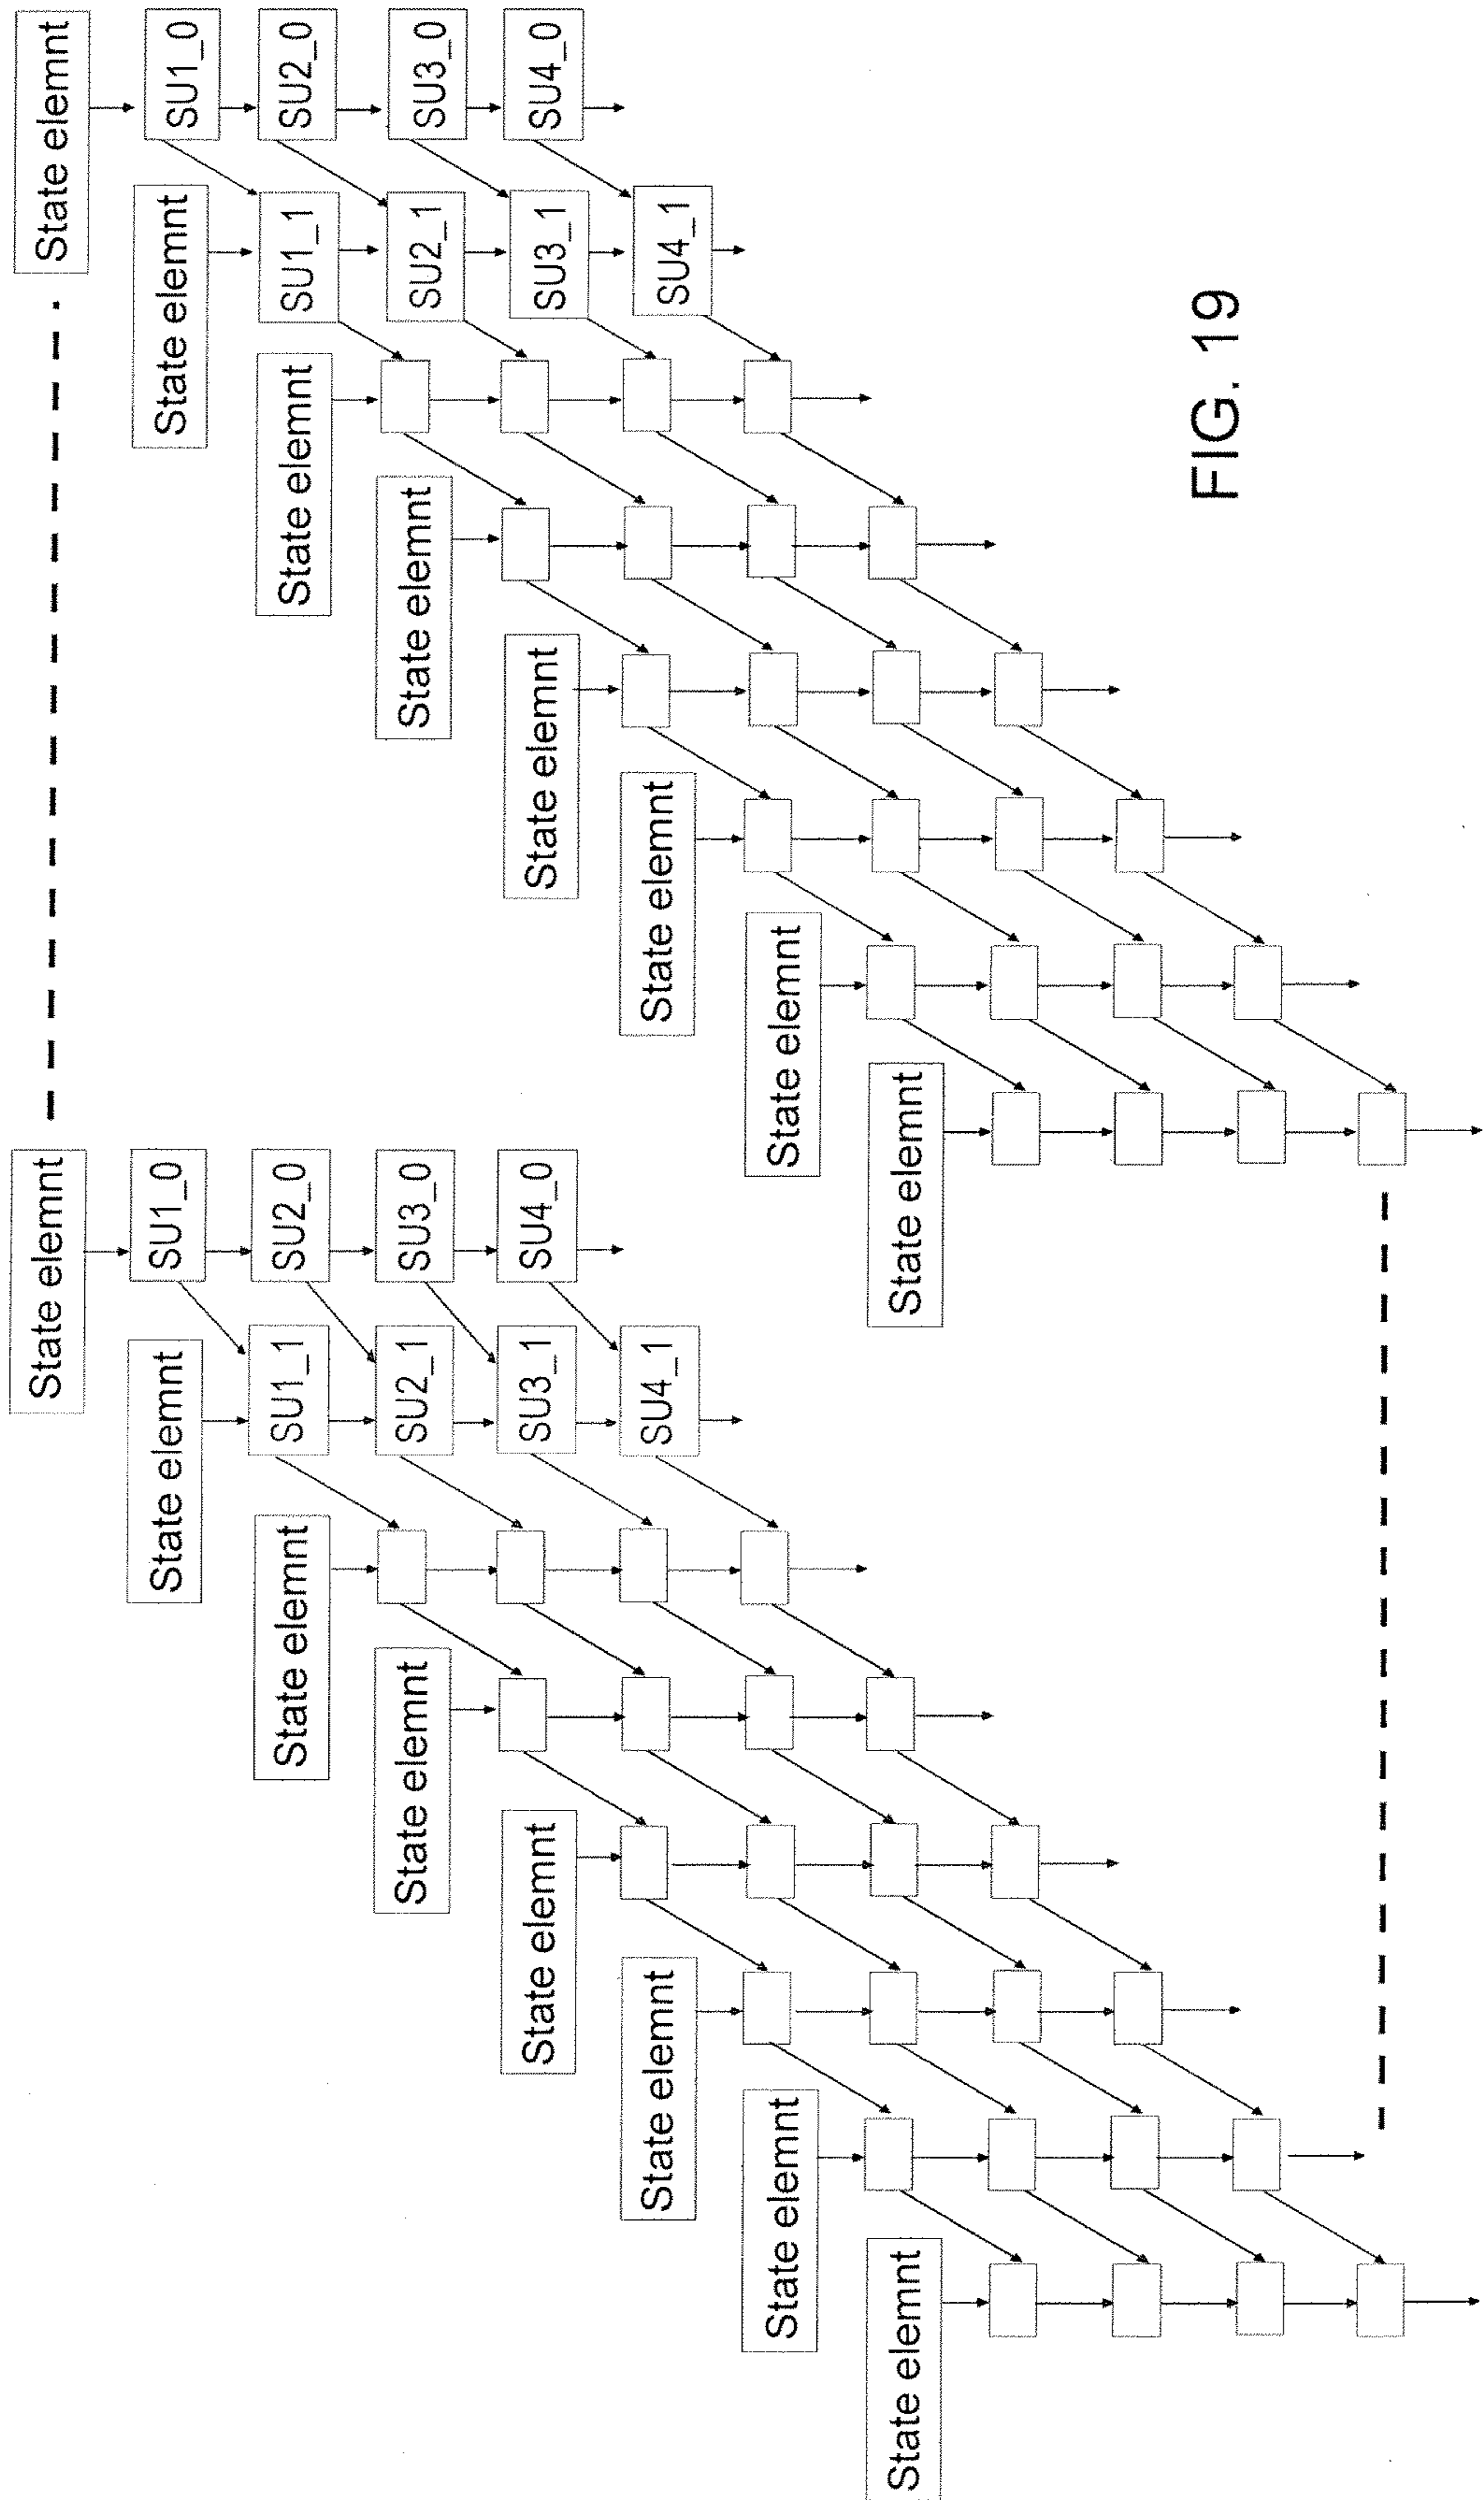 State elemnt
SU1_0
SU2_0
SU3_0
SU4_0
State elemnt
SU1_1
SU2_1
SU3_1
SU4_1
State elemnt
State elemnt
State elemnt
State elemnt
State elemnt
State elemnt
State elemnt
SU1_0
SU2_0
SU3_0
SU4_0
State elemnt
SU1_1
SU2_1
SU3_1
SU4_1
State elemnt
State elemnt
State elemnt
State elemnt
State elemnt
State elemnt
FIG. 19